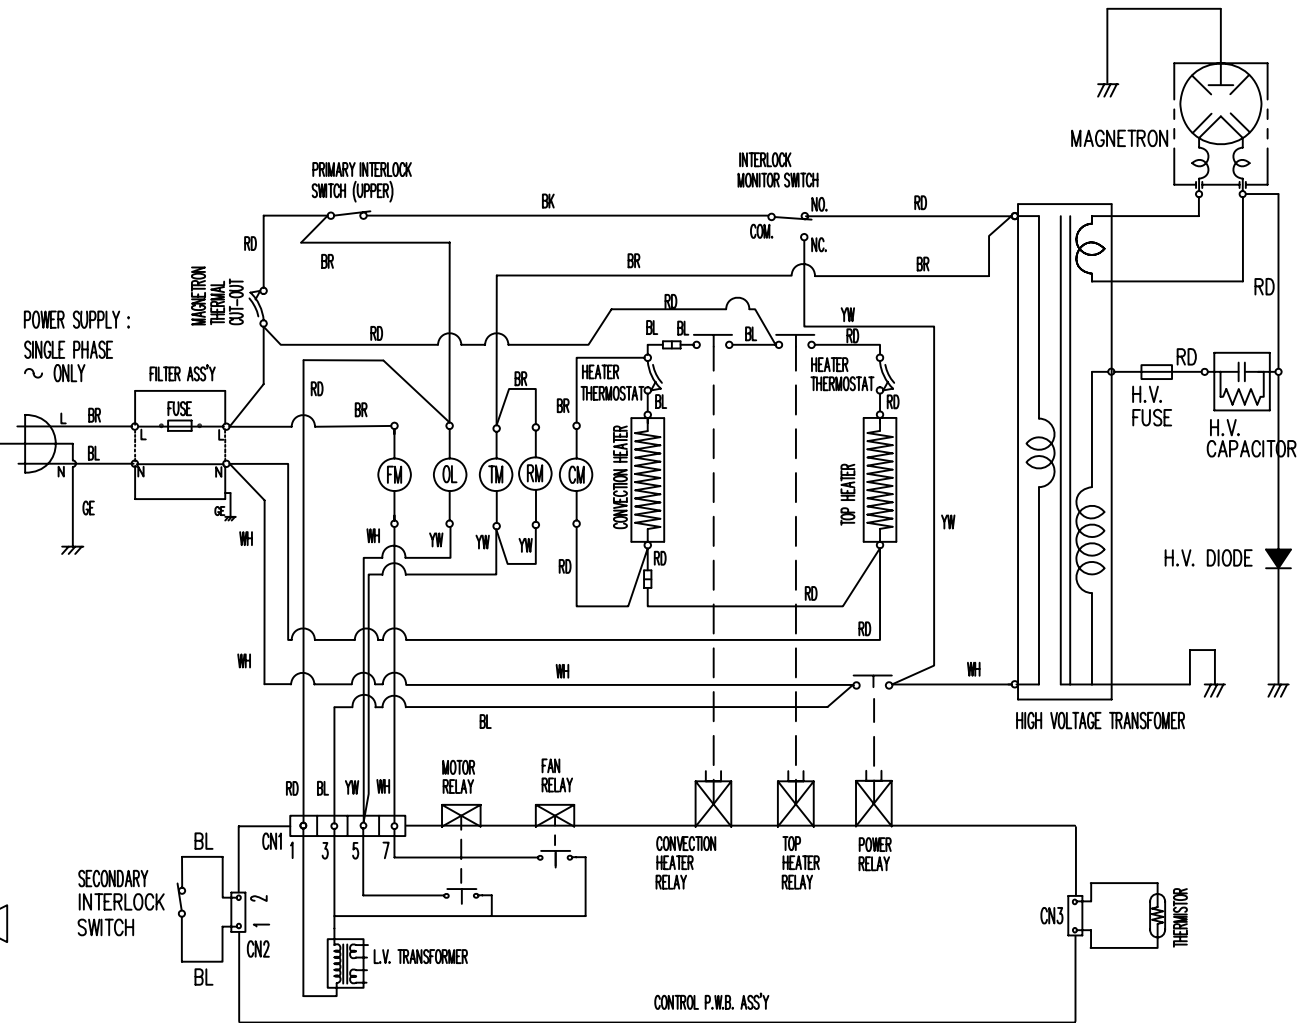 MAGNETRON
PRIMARY INTERLOCK
SWITCH (UPPER)
INTERLOCK
MONITOR SWITCH
BK
NO.
RD
COM.
NC.
RD
BR
BR
BR
MAGNETRON
THERMAL
CUT-OUT
RD
RD
YW
RD
RD
POWER SUPPLY :
SINGLE PHASE
~ ONLY
FILTER ASS'Y
FUSE
BL
BL
BL
HEATER
THERMOSTAT
HEATER
THERMOSTAT
RD
H.V.
FUSE
H.V.
CAPACITOR
L
BR
L
L
RD
BR
BR
BR
BL
RD
BL
N
N
N
GE
GE
FM
OL
TM
RM
CM
CONVECTION HEATER
TOP HEATER
WH
WH
YW
YW
YW
RD
RD
RD
YW
H.V. DIODE
RD
WH
WH
WH
BL
HIGH VOLTAGE TRANSFOMER
RD
BL
YW
WH
MOTOR
RELAY
FAN
RELAY
CN1
1
3
5
7
CONVECTION
HEATER
RELAY
TOP
HEATER
RELAY
POWER
RELAY
BL
SECONDARY
INTERLOCK
SWITCH
2
1
CN2
BL
L.V. TRANSFORMER
CN3
THERMISTOR
CONTROL P.W.B. ASS'Y